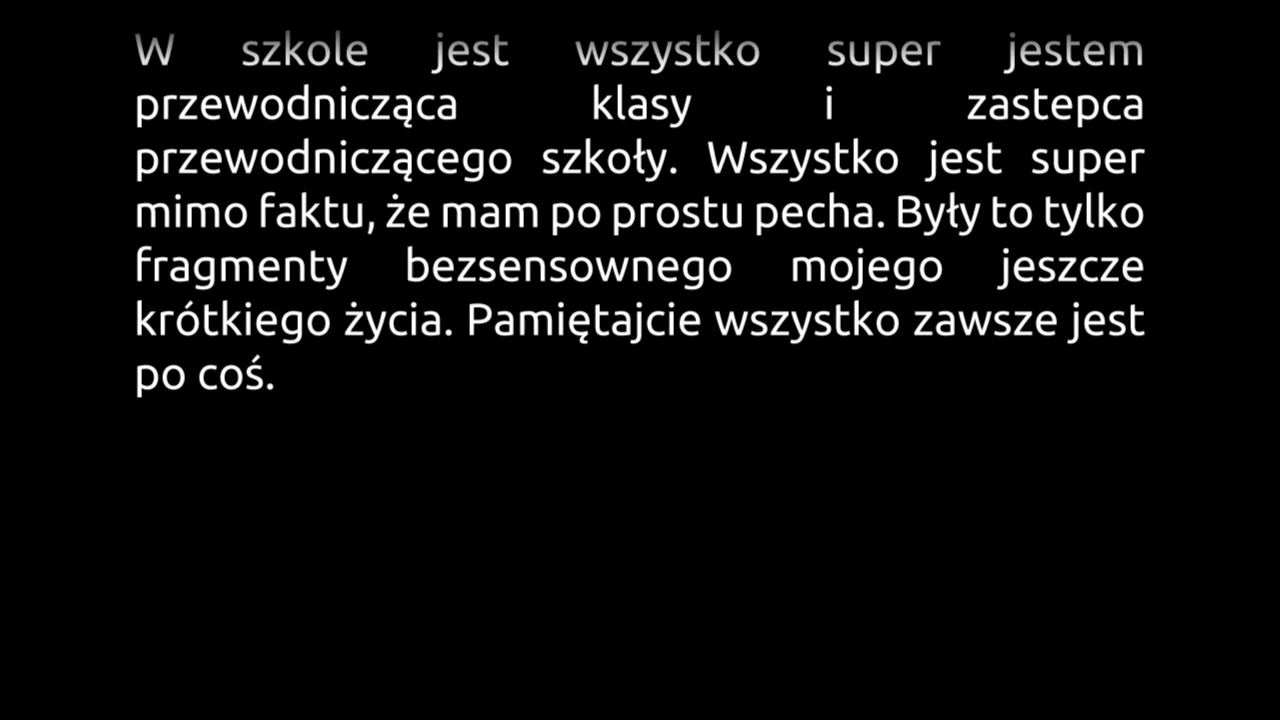 W szkole jest wszystko super jestem
przewodnicząca klasy i zastepca
przewodniczącego szkoły. Wszystko jest super
mimo faktu, że mam po prostu pecha. Były to tylko
fragmenty bezsensownego mojego jeszcze
krótkiego życia. Pamiętajcie wszystko zawsze jest
po coś.